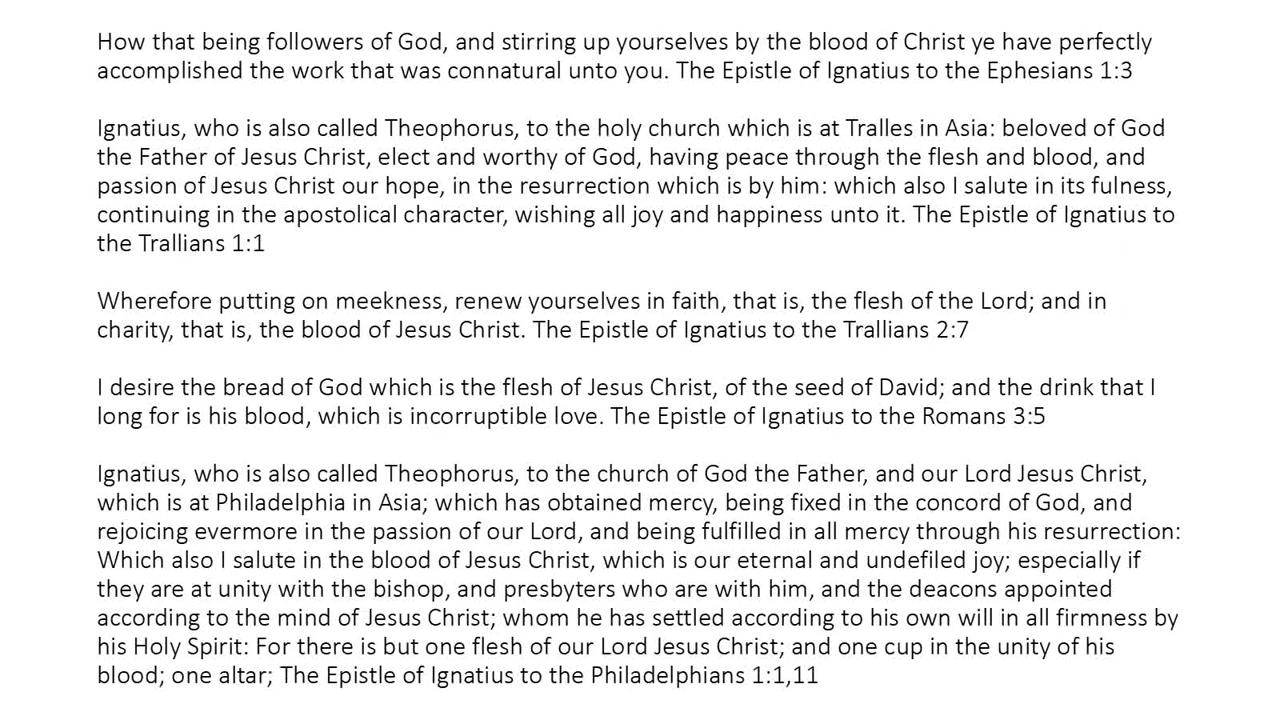 How that being followers of God, and stirring up yourselves by the blood of Christ ye have perfectly
accomplished the work that was connatural unto you. The Epistle of Ignatius to the Ephesians 1:3
Ignatius, who is also called Theophorus, to the holy church which is at Tralles in Asia: beloved of God
the Father of Jesus Christ, elect and worthy of God, having peace through the flesh and blood, and
passion of Jesus Christ our hope, in the resurrection which is by him: which also I salute in its fulness,
continuing in the apostolical character, wishing all joy and happiness unto it. The Epistle of Ignatius to
the Trallians 1:1
Wherefore putting on meekness, renew yourselves in faith, that is, the flesh of the Lord; and in
charity, that is, the blood of Jesus Christ. The Epistle of Ignatius to the Trallians 2:7
I desire the bread of God which is the flesh of Jesus Christ, of the seed of David; and the drink that I
long for is his blood, which is incorruptible love. The Epistle of Ignatius to the Romans 3:5
Ignatius, who is also called Theophorus, to the church of God the Father, and our Lord Jesus Christ,
which is at Philadelphia in Asia; which has obtained mercy, being fixed in the concord of God, and
rejoicing evermore in the passion of our Lord, and being fulfilled in all mercy through his resurrection:
Which also I salute in the blood of Jesus Christ, which is our eternal and undefiled joy; especially if
they are at unity with the bishop, and presbyters who are with him, and the deacons appointed
according to the mind of Jesus Christ; whom he has settled according to his own will in all firmness by
his Holy Spirit: For there is but one flesh of our Lord Jesus Christ; and one cup in the unity of his
blood; one altar; The Epistle of Ignatius to the Philadelphians 1:1,11